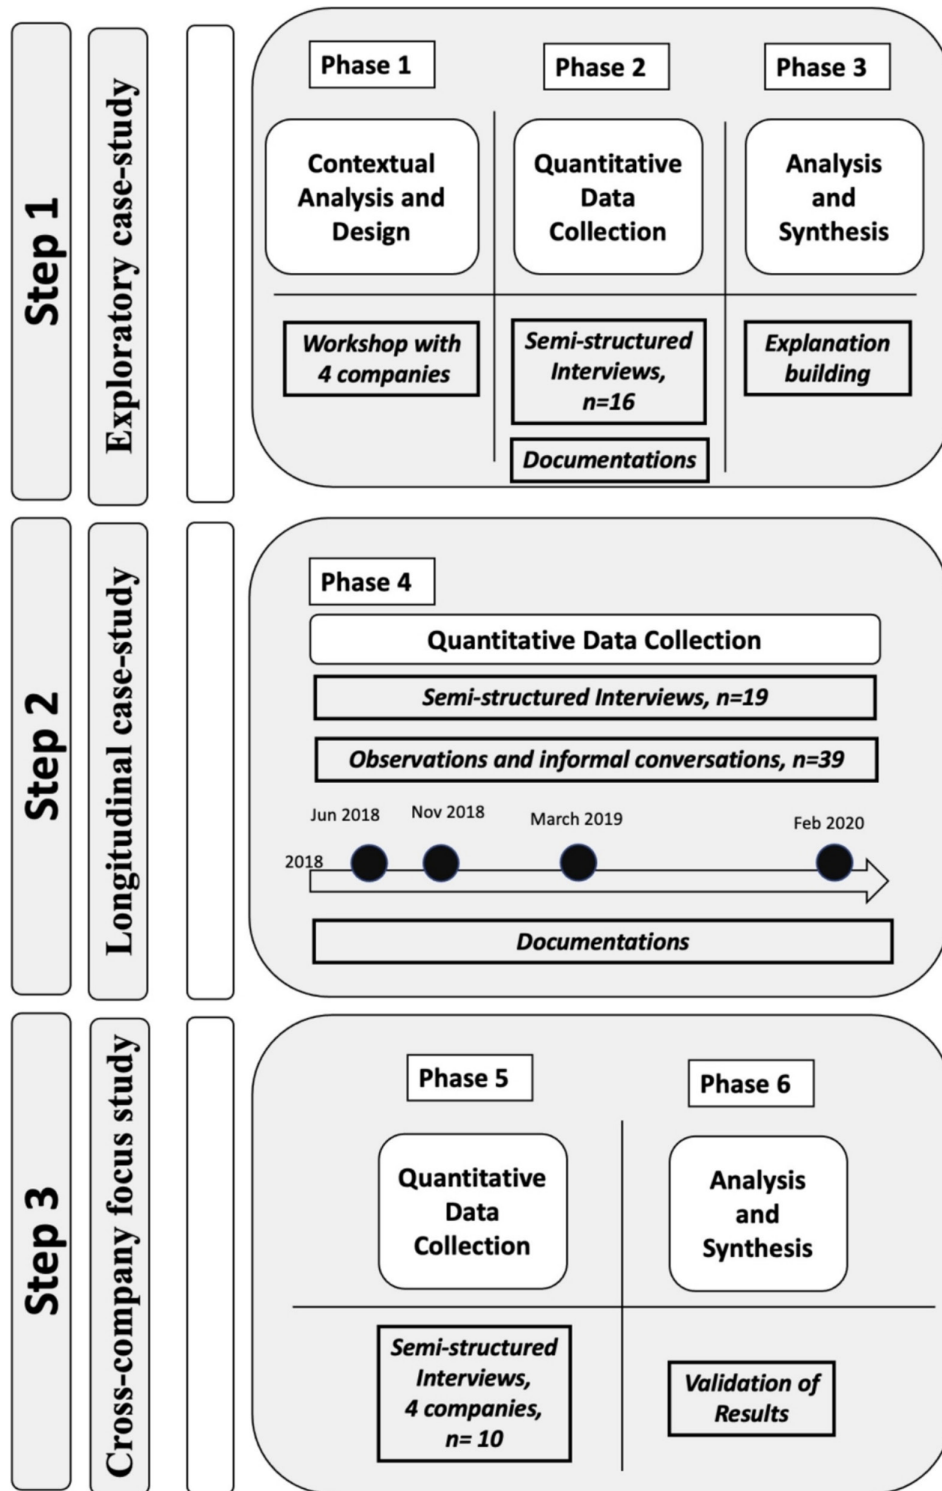 Step 1
Exploratory case-study
Phase 1
Contextual
Analysis and
Design
Workshop with
4 companies
Phase 2
Quantitative
Data
Collection
Semi-structured
Interviews,
n=16
Documentations
Phase 3
Analysis
and
Synthesis
Explanation
building
Step 2
Longitudinal case-study
Phase 4
Quantitative Data Collection
Semi-structured Interviews, n=19
Observations and informal conversations, n=39
Jun 2018
Nov 2018
March 2019
Feb 2020
2018
Documentations
Step 3
Cross-company focus study
Phase 5
Quantitative
Data
Collection
Semi-structured
Interviews,
4 companies,
n= 10
Phase 6
Analysis
and
Synthesis
Validation of
Results